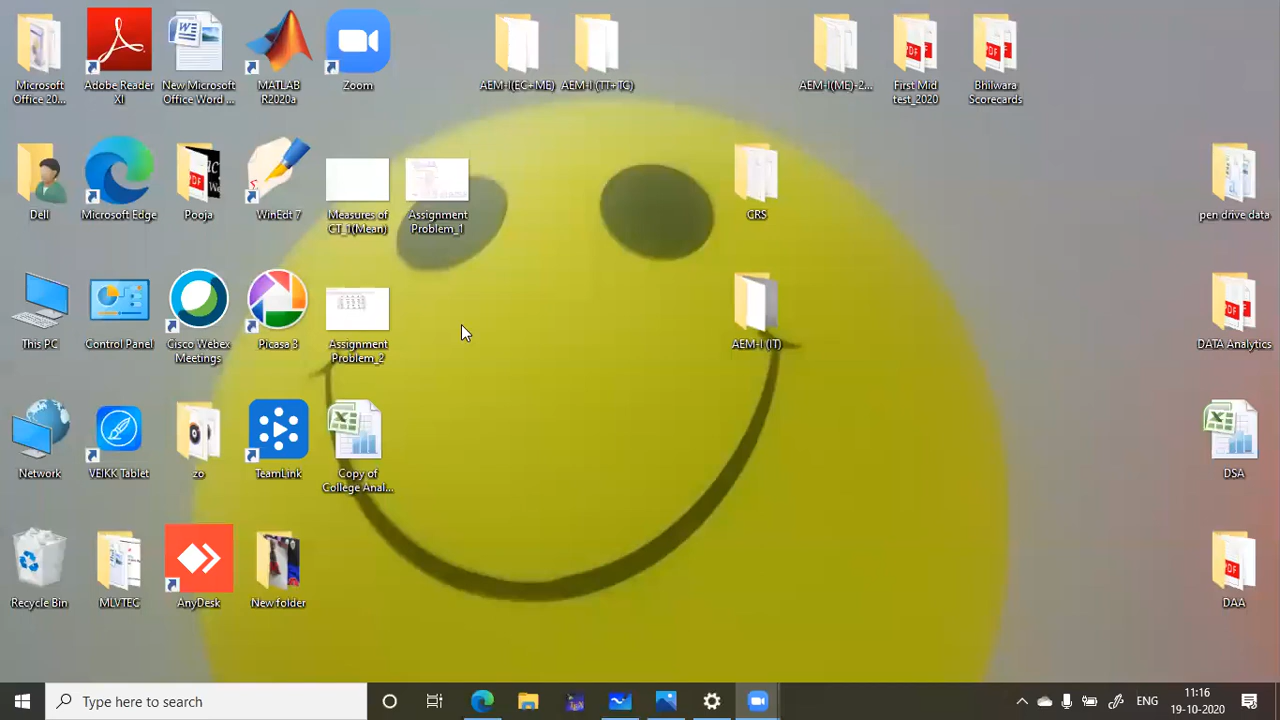 Microsoft
Office 20...
Adobe Reader
XI
New Microsoft
Office Word ...
MATLAB
R2020a
Zoom
AEM-I(EC+ME)
AEM-I (TT+TC)
AEM-I(ME)-2...
First Mid
test_2020
Bhilwara
Scorecards
Dell
Microsoft Edge
Pooja
WinEdt 7
Measures of
CT_1(Mean)
Assignment
Problem_1
CRS
pen drive data
This PC
Control Panel
Cisco Webex
Meetings
Picasa 3
Assignment
Problem_2
AEM-I (IT)
DATA Analytics
Network
VEIKK Tablet
zo
TeamLink
Copy of
College Anal...
DSA
Recycle Bin
MLVTEC
AnyDesk
New folder
DAA
Type here to search
ENG
11:16
19-10-2020